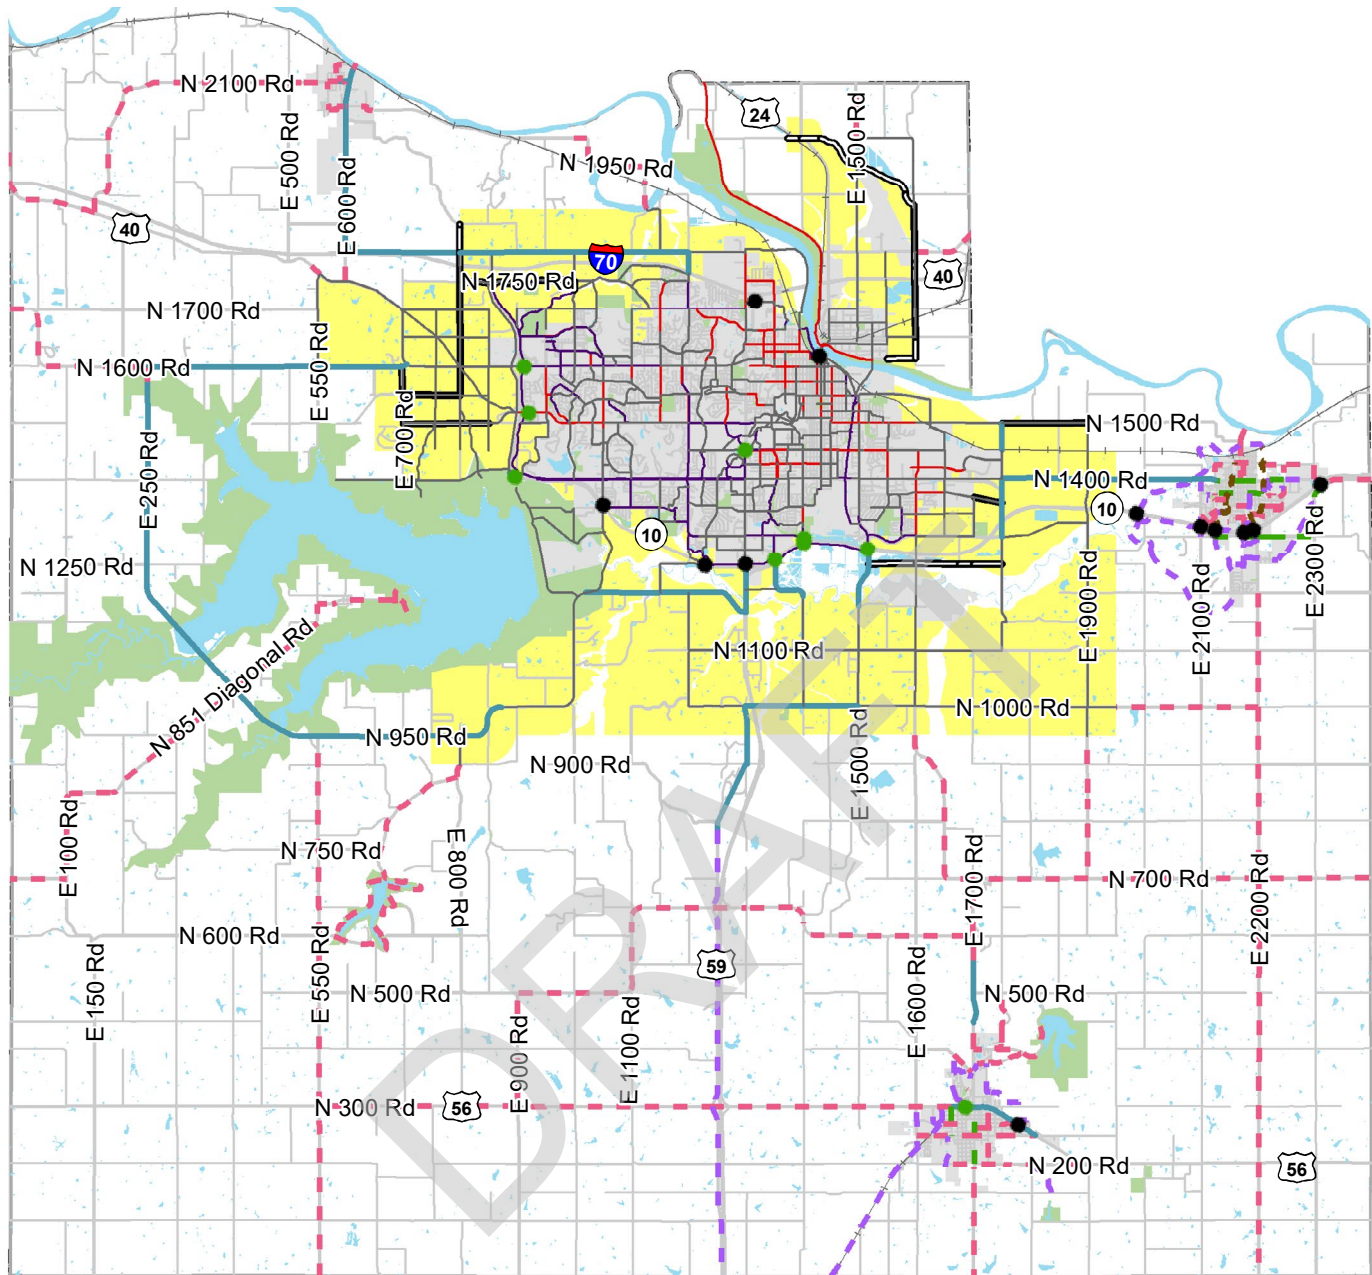 N 2100 Rd
24
E 500 Rd
E 1500 Rd
N 1950 Rd
E 600 Rd
40
70
40
N 1750 Rd
N 1700 Rd
E 550 Rd
N 1600 Rd
E 700 Rd
N 1500 Rd
E 250 Rd
N 1400 Rd
10
10
N 1250 Rd
E 2300 Rd
E 1900 Rd
E 2100 Rd
N 851 Diagonal Rd
N 1100 Rd
N 1000 Rd
N 950 Rd
E 1500 Rd
N 900 Rd
E 100 Rd
N 750 Rd
E 800 Rd
E 1700 Rd
N 700 Rd
E 2200 Rd
N 600 Rd
E 550 Rd
59
E 150 Rd
N 500 Rd
E 1600 Rd
N 500 Rd
E 900 Rd
E 1100 Rd
N 300 Rd
56
N 200 Rd
56
DRAFT